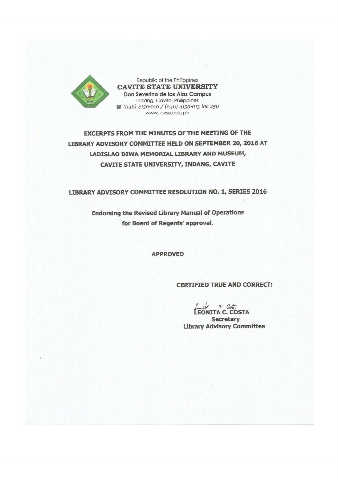 Republic of the Philippines
CAVITE STATE UNIVERSITY
Don Severino de las Alas Campus
Indang, Cavite, Philippines
www.cvsu.edu.ph
EXCERPTS FROM THE MINUTES OF THE MEETING OF THE
LIBRARY ADVISORY COMMITTEE HELD ON SEPTEMBER 20, 2016 AT
LADISLAO DIWA MEMORIAL LIBRARY AND MUSEUM,
CAVITE STATE UNIVERSITY, INDANG, CAVITE
LIBRARY ADVISORY COMMITTEE RESOLUTION NO. 1, SERIES 2016
Endorsing the Revised Library Manual of Operations
for Board of Regents' approval.
APPROVED
CERTIFIED TRUE AND CORRECT:
LEONITA C. COSTA
Secretary
Library Advisory Committee